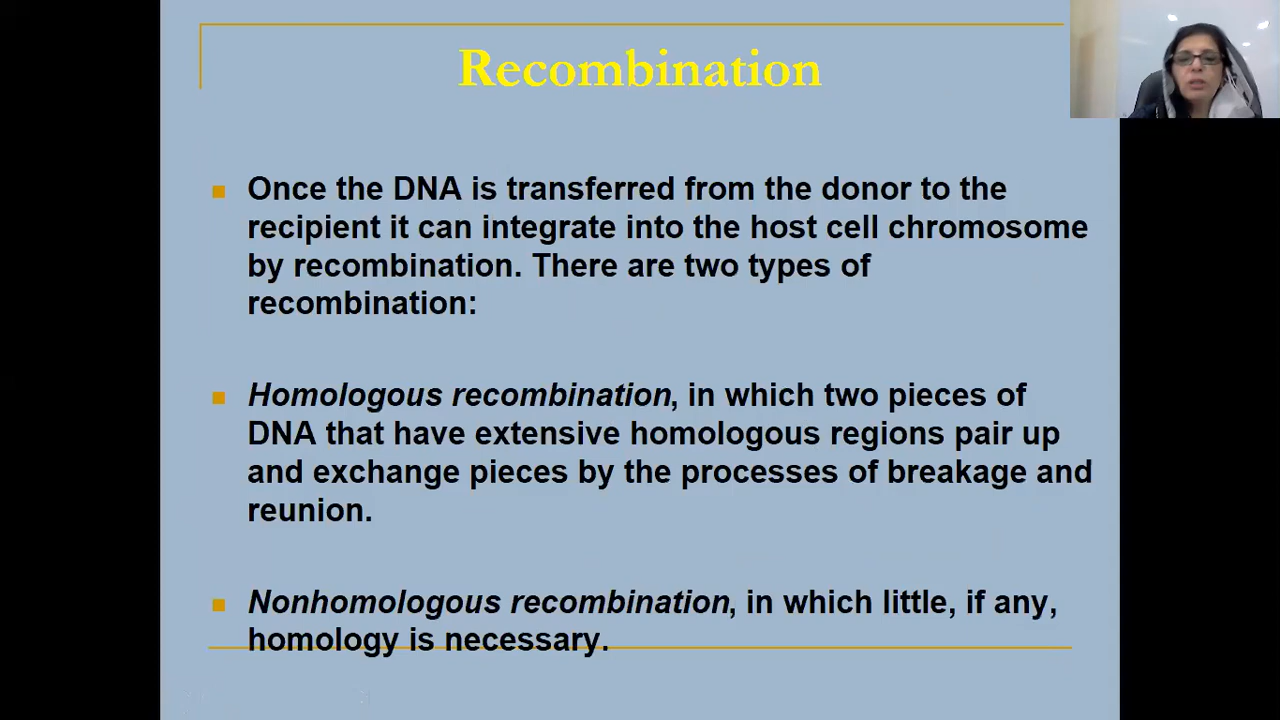 Recombination
Once the DNA is transferred from the donor to the
recipient it can integrate into the host cell chromosome
by recombination. There are two types of
recombination:
Homologous recombination, in which two pieces of
DNA that have extensive homologous regions pair up
and exchange pieces by the processes of breakage and
reunion.
Nonhomologous recombination, in which little, if any,
homology is necessary.